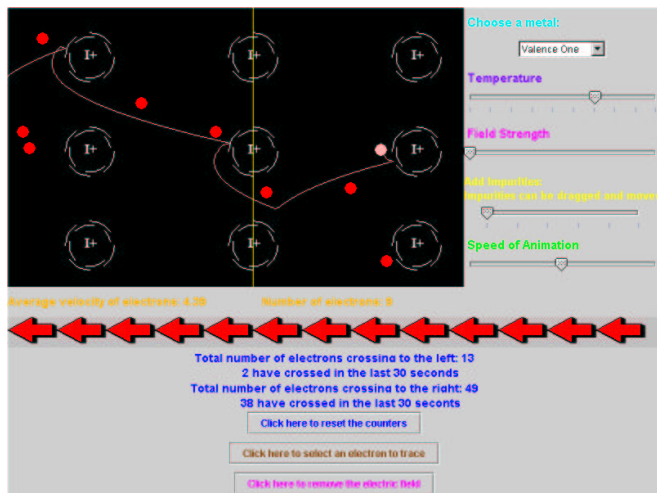 I+ I+ I+
I+ I+ I+
I+ I+ I+
Choose a metal:
Valence One
Temperature
Field Strength
Add Impurities:
Impurities can be dragged and moved
Speed of Animation
Average velocity of electrons:
Number of electrons:
Total number of electrons crossing to the left: 13
2 have crossed in the last 30 seconds
Total number of electrons crossing to the right: 49
38 have crossed in the last 30 seconds
Click here to reset the counters
Click here to select an electron to trace
Click here to remove the electric field